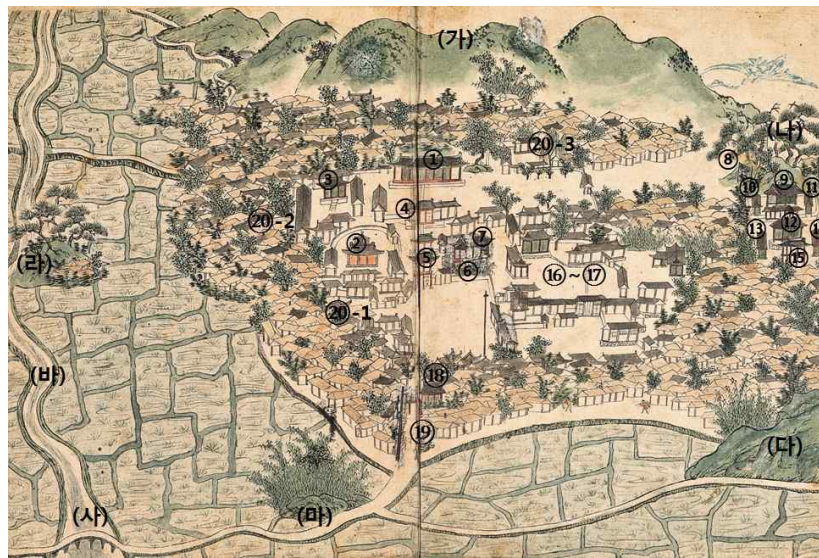 (가)
(나)
① ⑳-3 ⑧
③ ⑩ ⑨ ⑪
④
⑳-2 ⑬ ⑫
② ⑦
(라) ⑤ ⑥ ⑮
⑯~⑰
⑳-1
(바) ⑱
⑲
(다)
(사) (마)